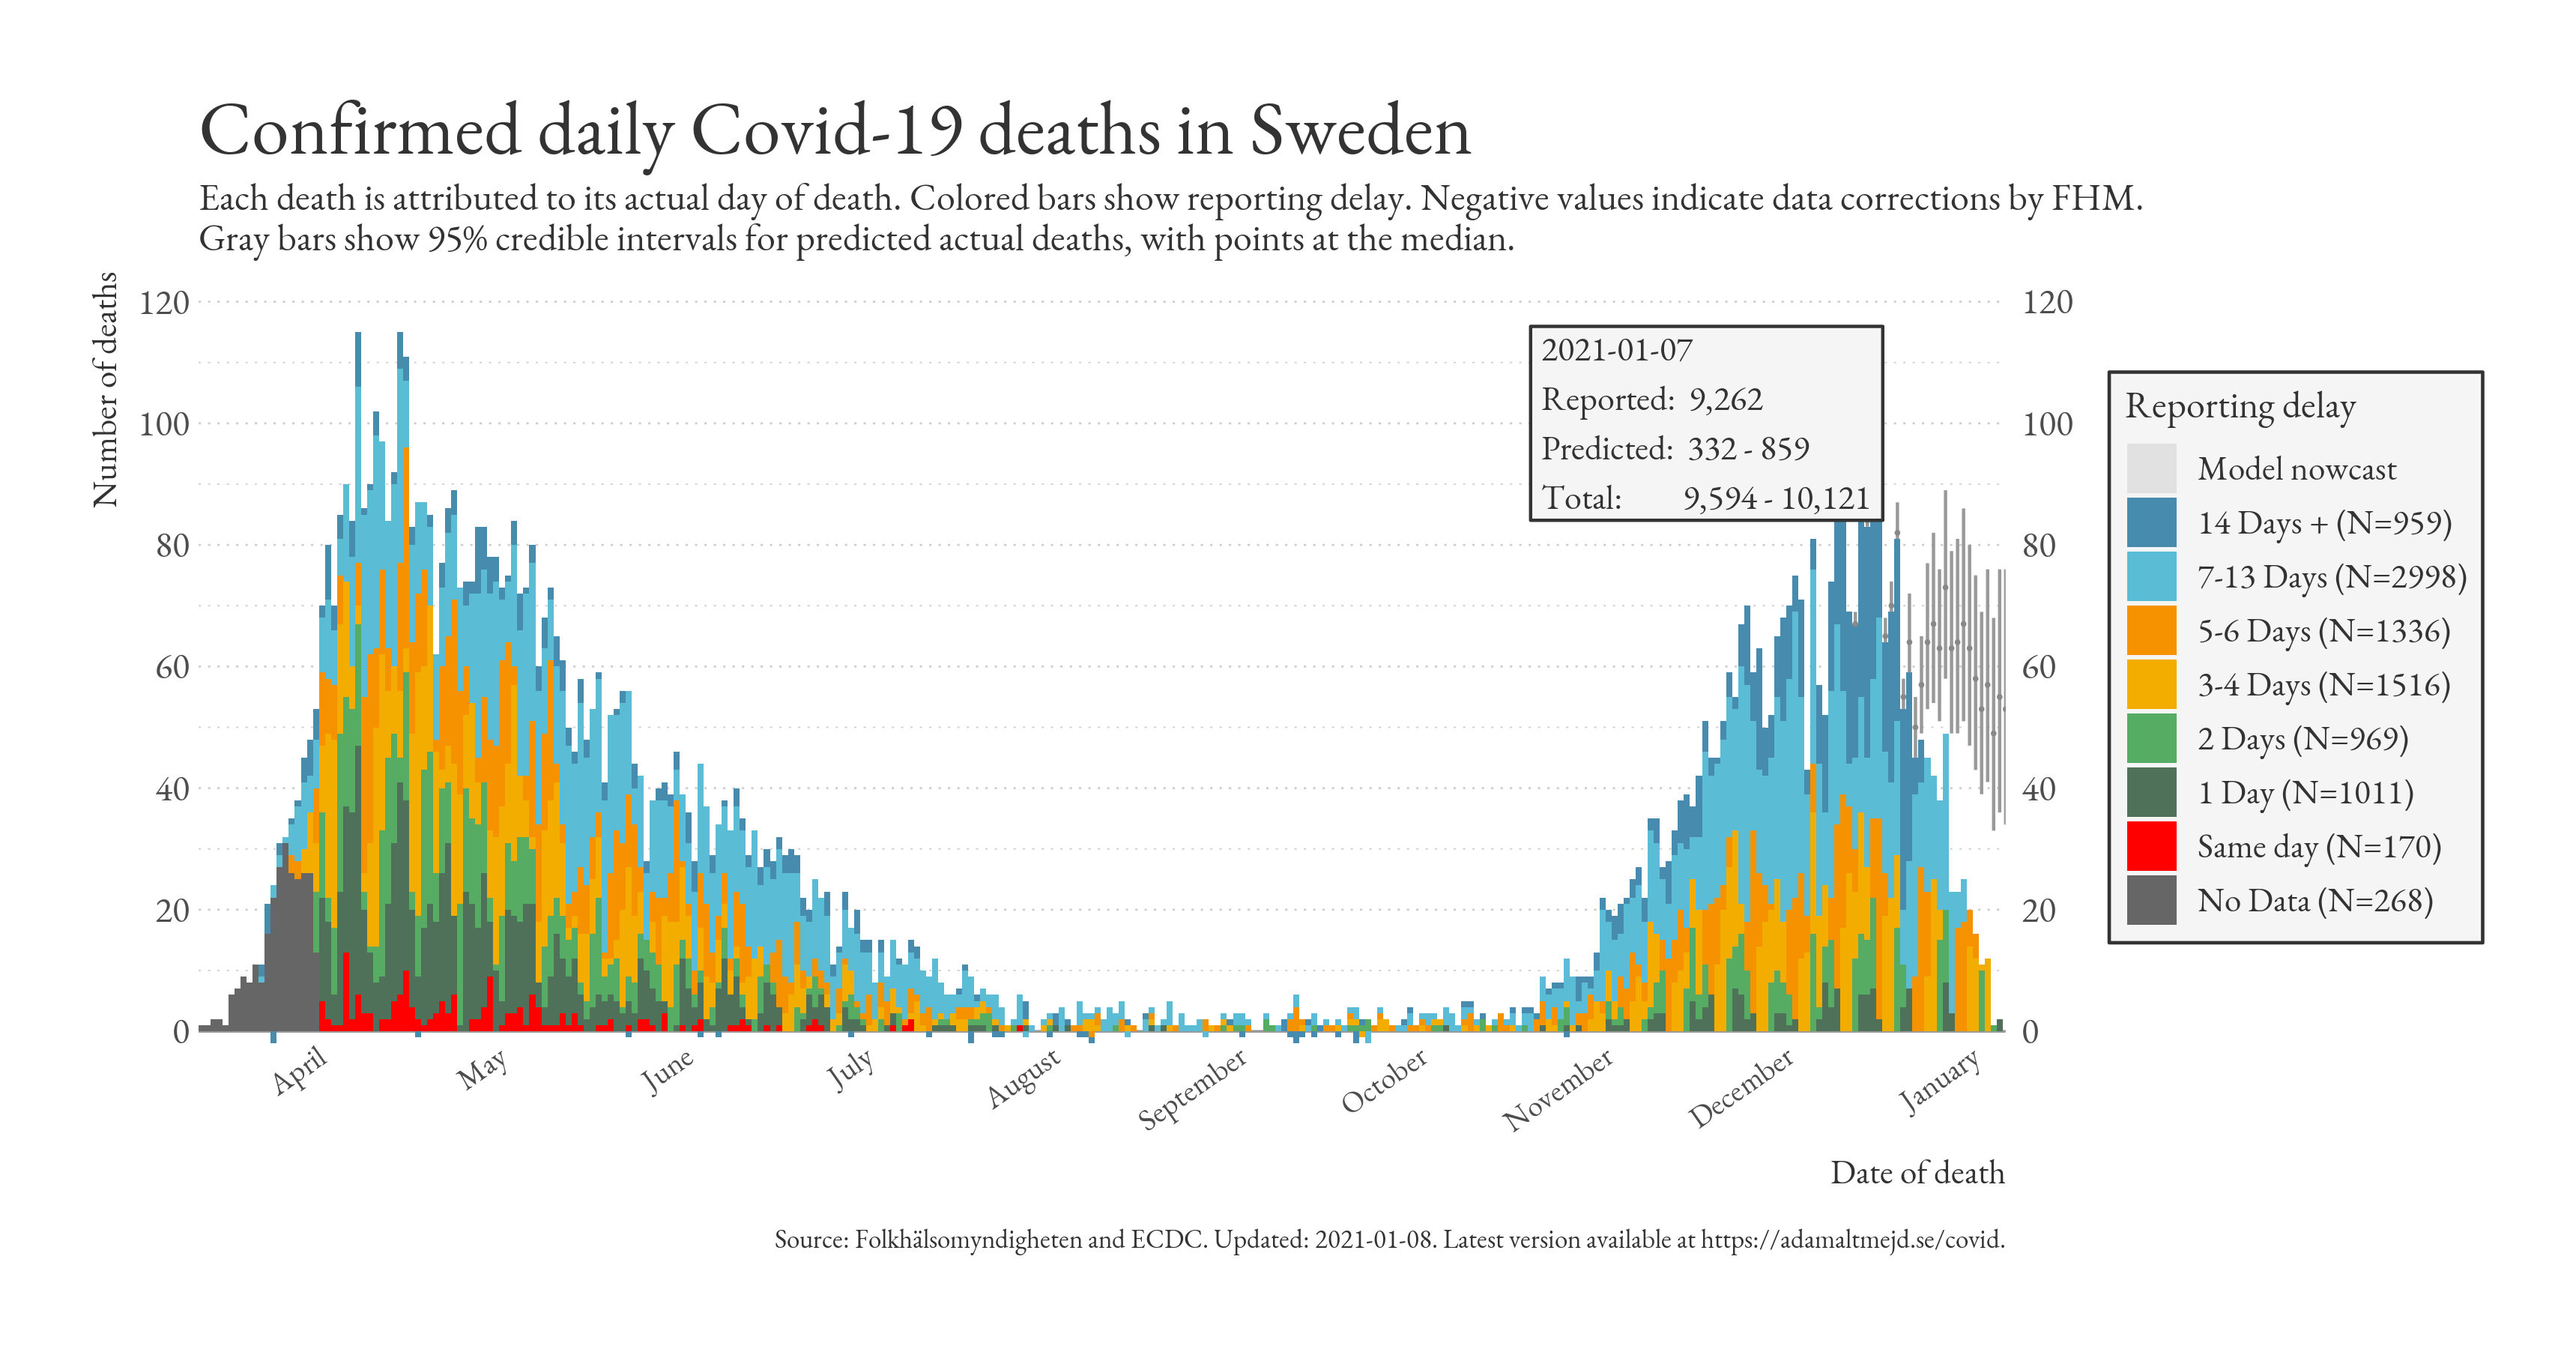 Confirmed daily Covid-19 deaths in Sweden
Each death is attributed to its actual day of death. Colored bars show reporting delay. Negative values indicate data corrections by FHM.
Gray bars show 95% credible intervals for predicted actual deaths, with points at the median.
Number of deaths
120
100
80
60
40
20
0
120
100
80
60
40
20
0
2021-01-07
Reported: 9,262
Predicted: 332 - 859
Total: 9,594 - 10,121
Reporting delay
Model nowcast
14 Days + (N=959)
7-13 Days (N=2998)
5-6 Days (N=1336)
3-4 Days (N=1516)
2 Days (N=969)
1 Day (N=1011)
Same day (N=170)
No Data (N=268)
April
May
June
July
August
September
October
November
December
January
Date of death
Source: Folkhälsomyndigheten and ECDC. Updated: 2021-01-08. Latest version available at https://adamaltmejd.se/covid.